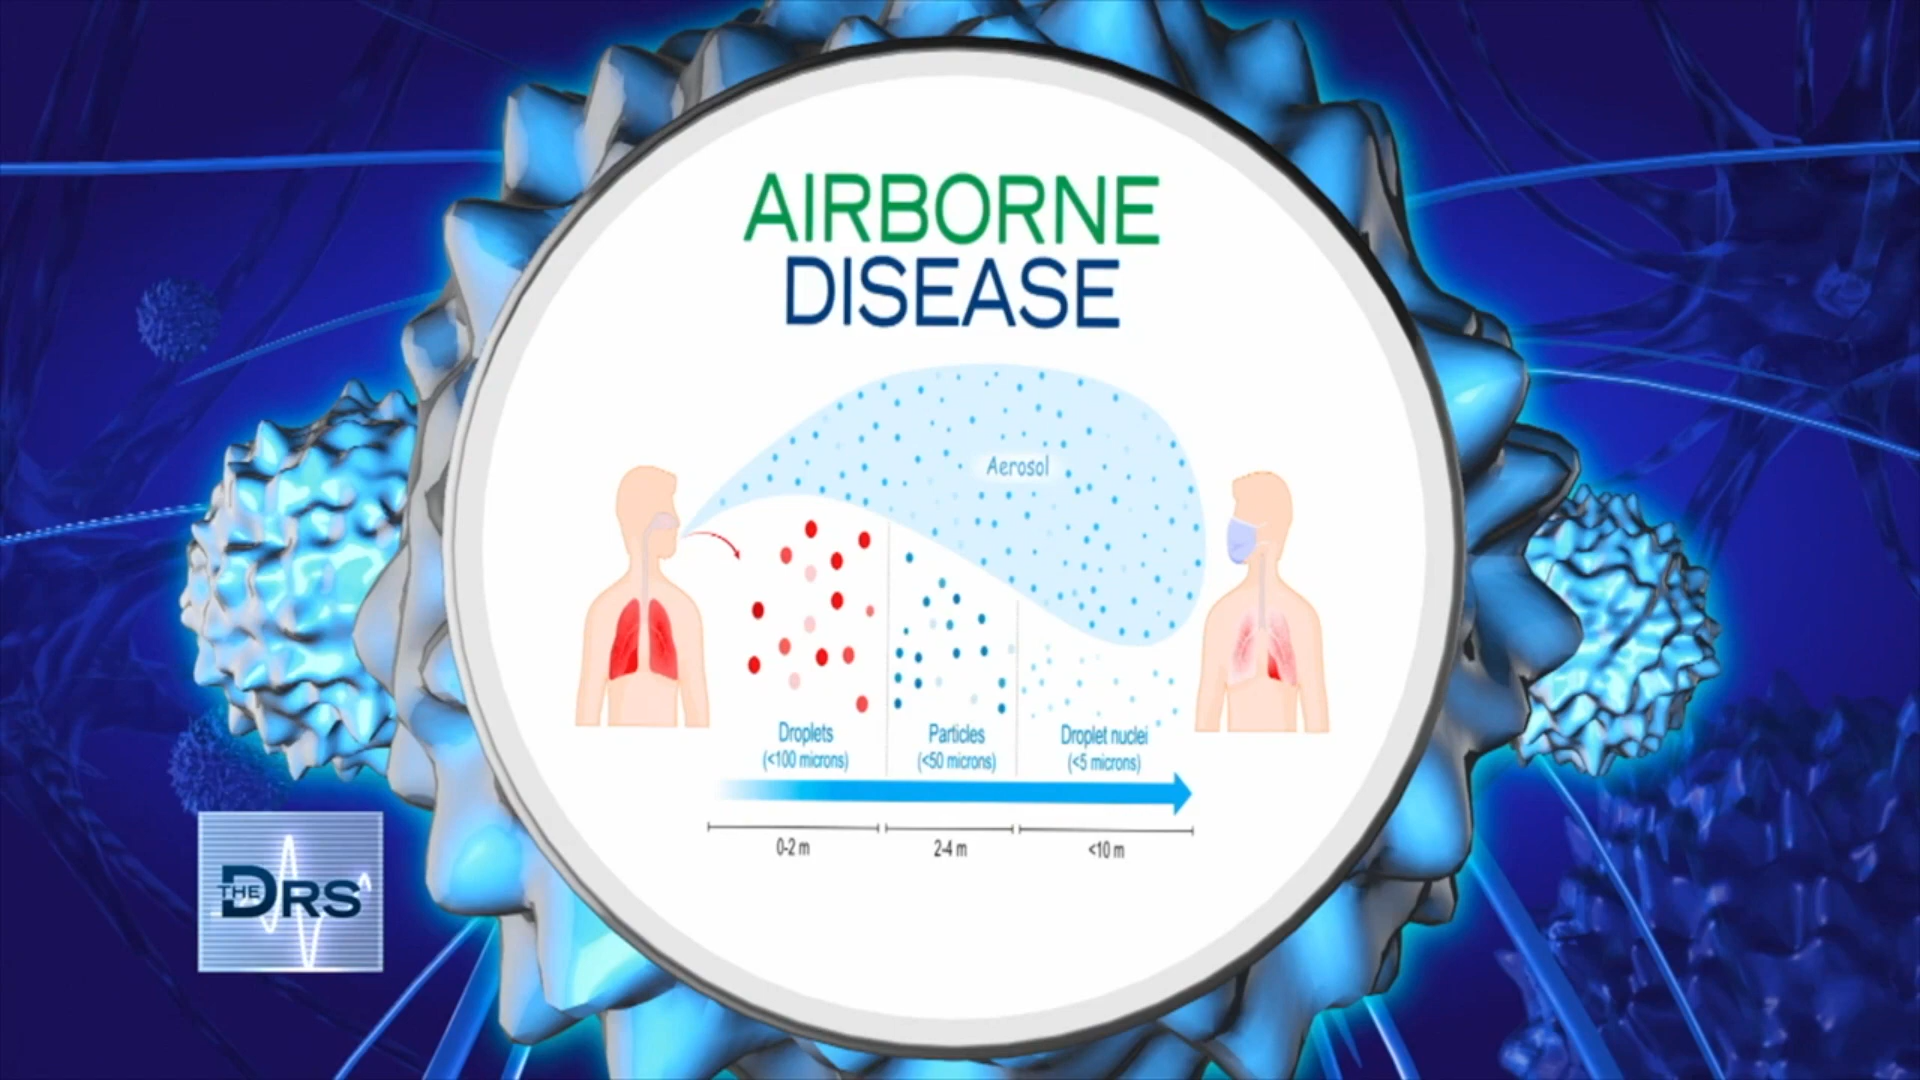 AIRBORNE
DISEASE
Aerosol
Droplets
(<100 microns)
Particles
(<50 microns)
Droplet nuclei
(<5 microns)
0-2 m
2-4 m
<10 m
THE DRS